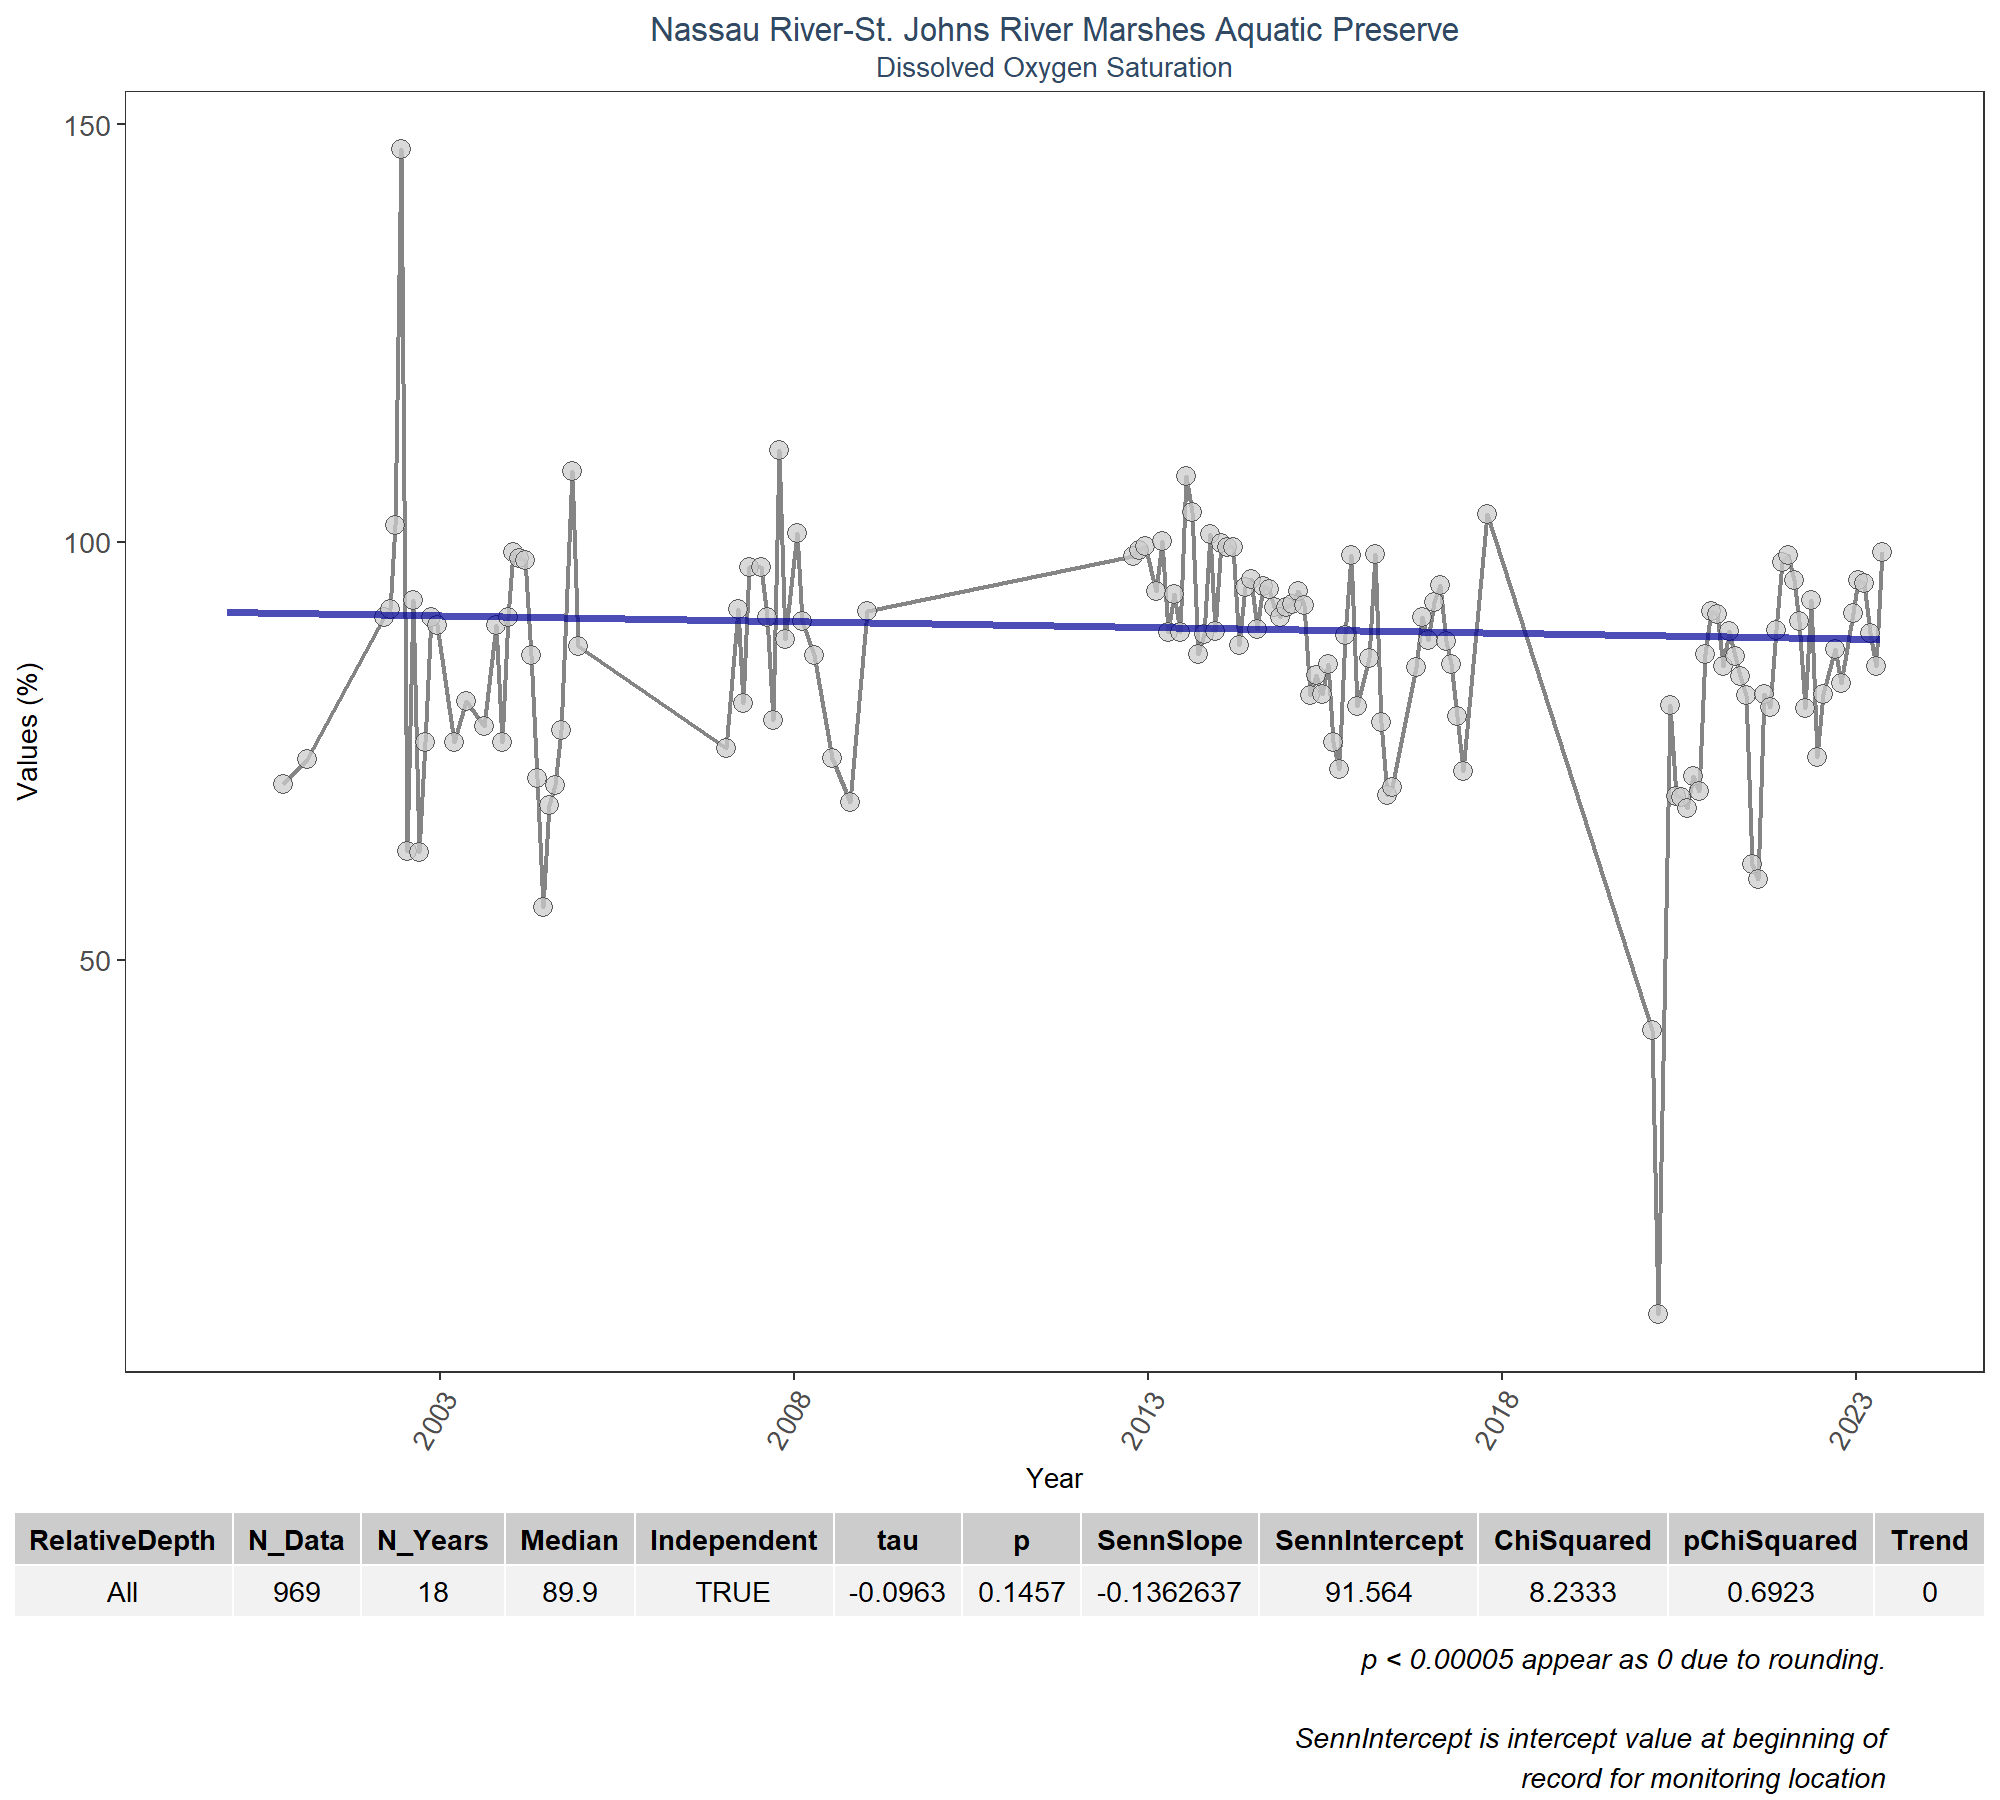 Nassau River-St. Johns River Marshes Aquatic Preserve
Dissolved Oxygen Saturation
150
100
50
Values (%)
2003
2008
2013
2018
2023
Year
RelativeDepth N_Data N_Years Median Independent tau p SennSlope SennIntercept ChiSquared pChiSquared Trend
All 969 18 89.9 TRUE -0.0963 0.1457 -0.1362637 91.564 8.2333 0.6923 0
p < 0.00005 appear as 0 due to rounding.
SennIntercept is intercept value at beginning of
record for monitoring location